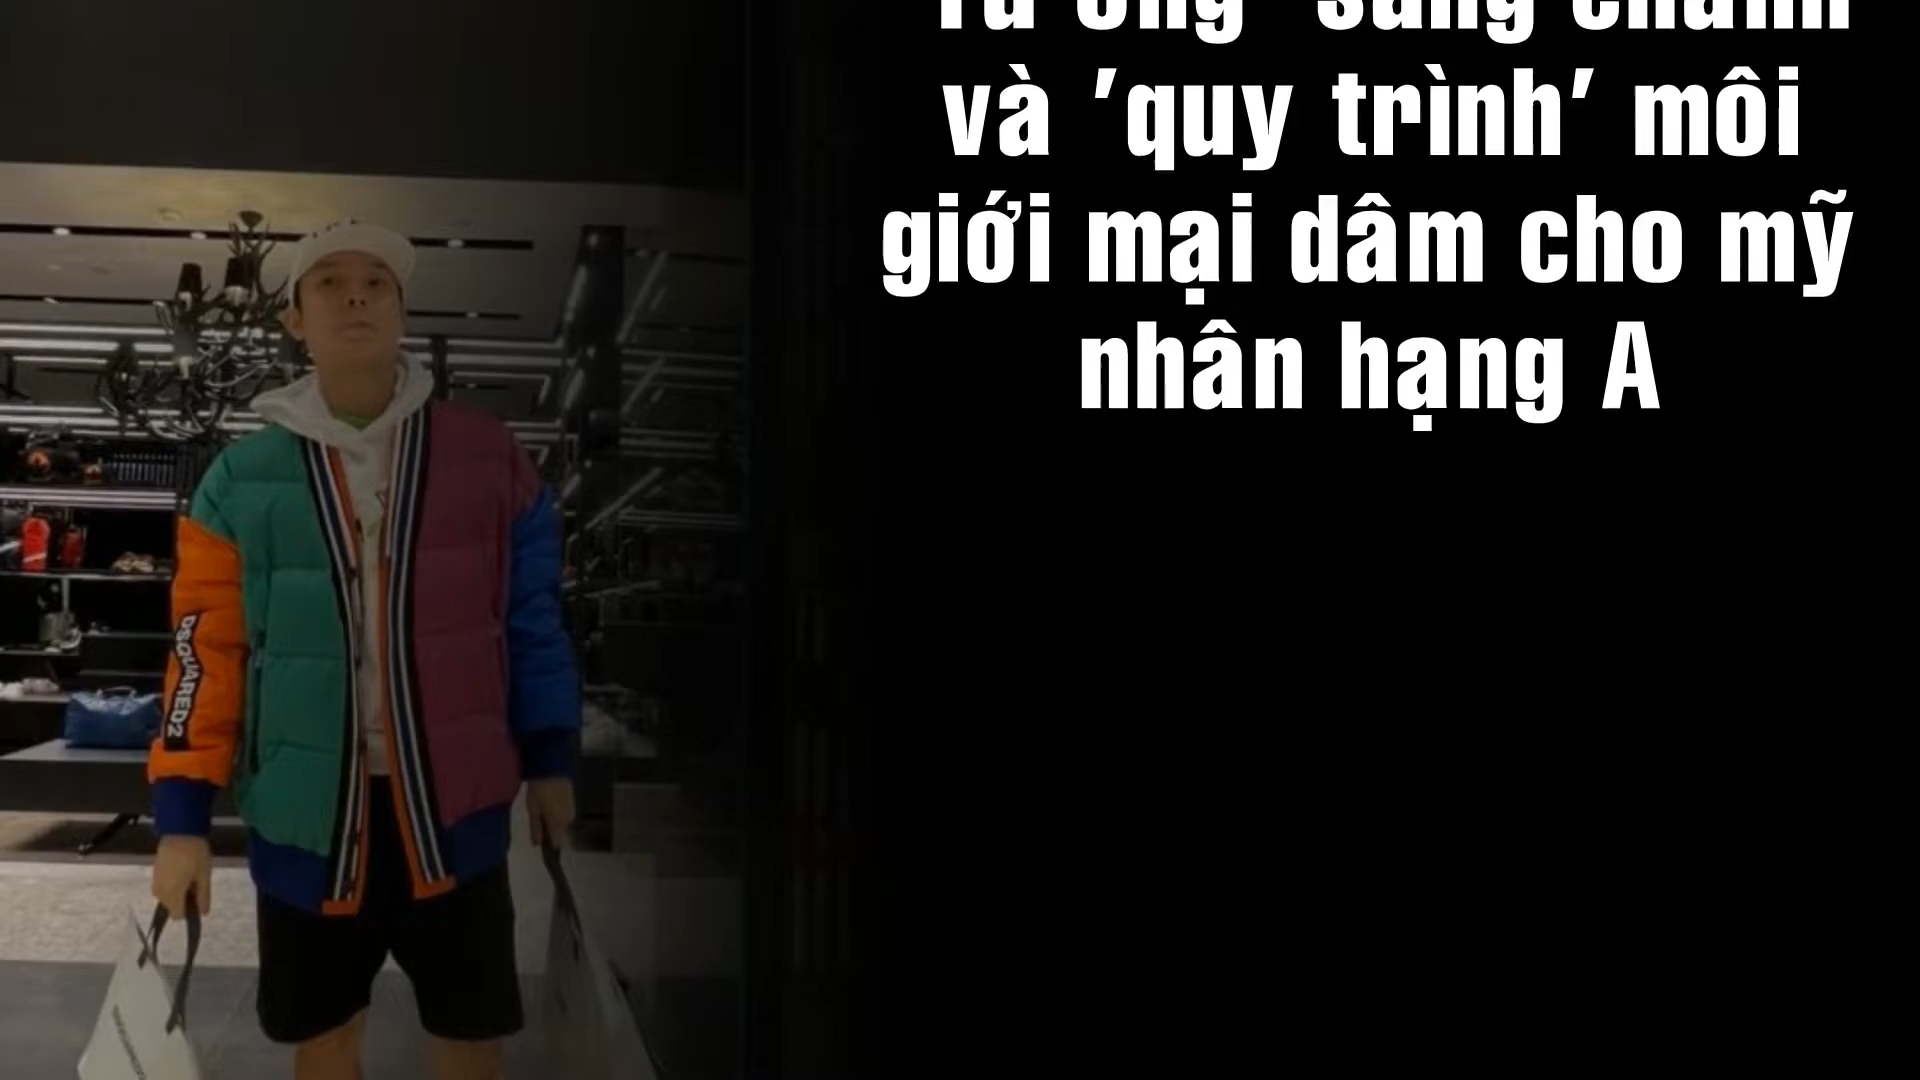 và 'quy trình' môi
giới mại dâm cho mỹ
nhân hạng A
DSQUARED2